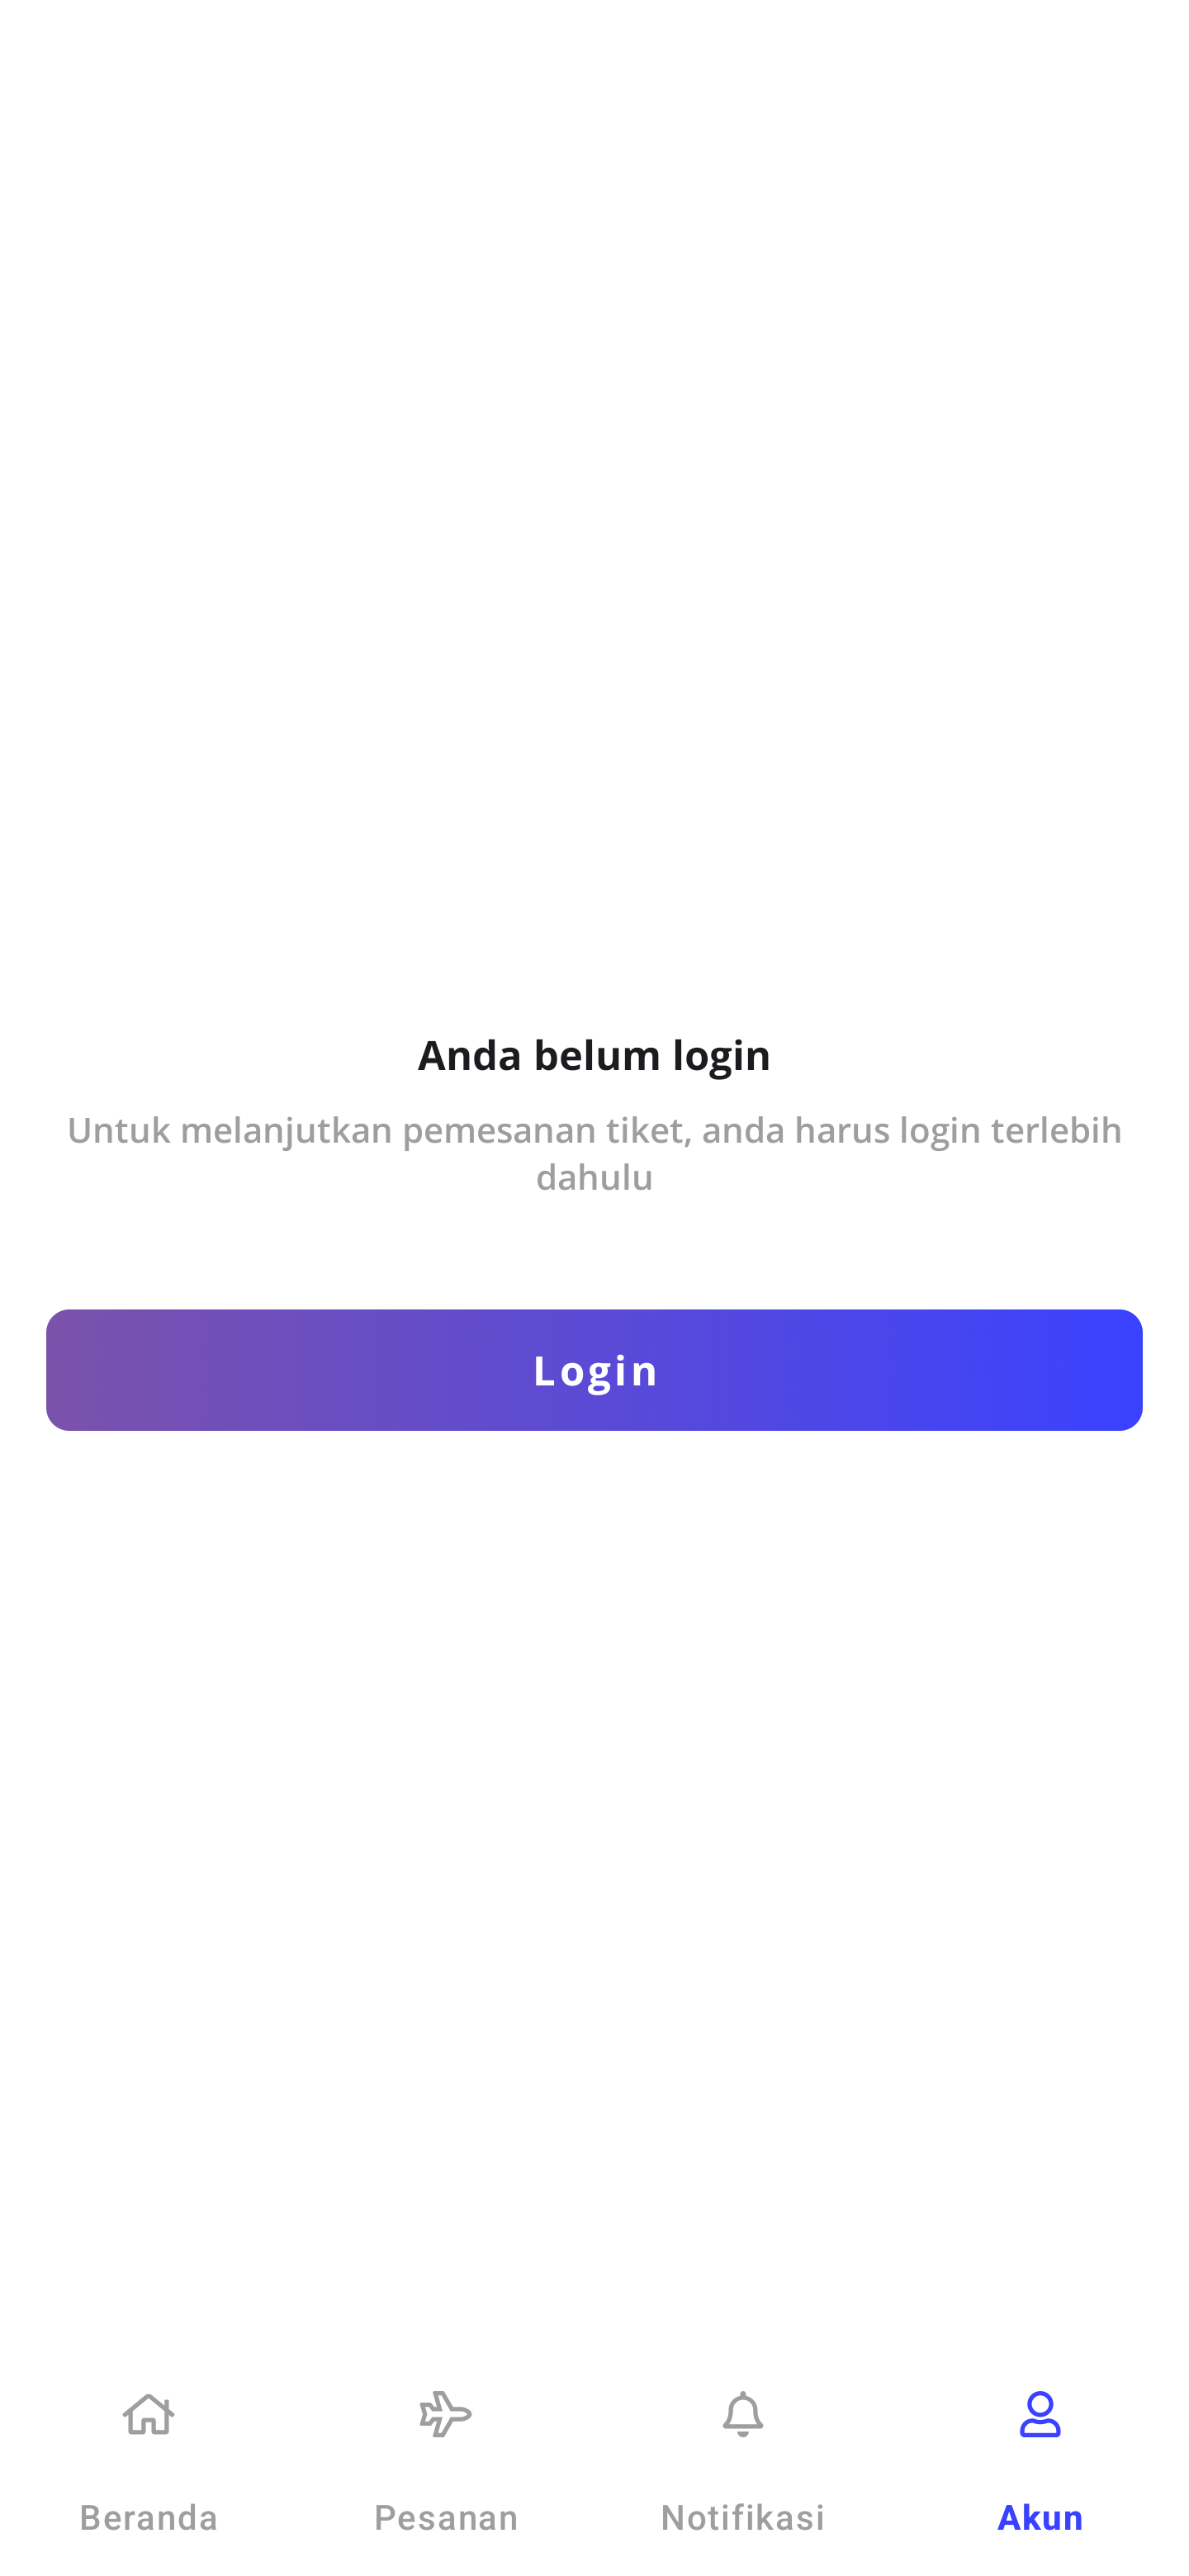 Anda belum login
Untuk melanjutkan pemesanan tiket, anda harus login terlebih
dahulu
Login
Beranda
Pesanan
Notifikasi
Akun